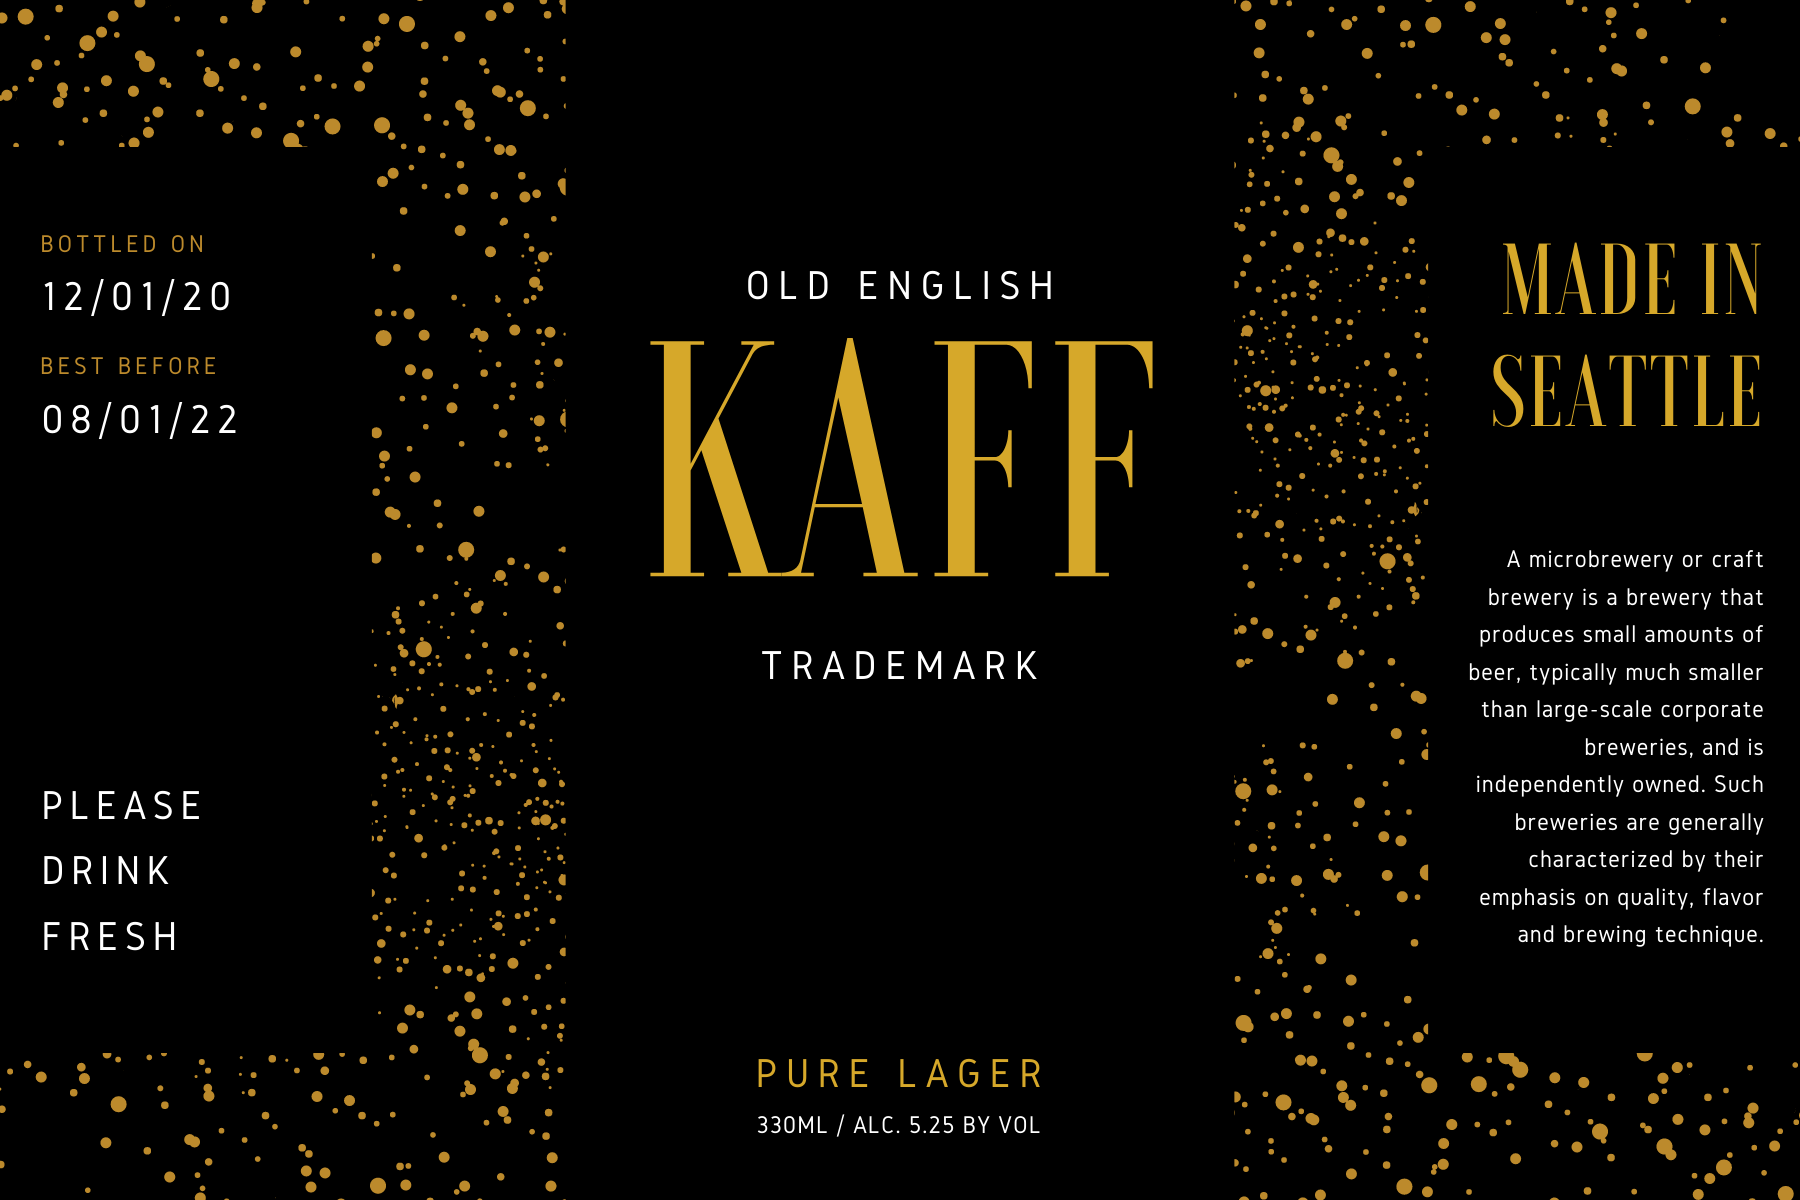 BOTTLED ON
12/01/20
BEST BEFORE
08/01/22
PLEASE
DRINK
FRESH
OLD ENGLISH
KAFF
TRADEMARK
PURE LAGER
330ML / ALC. 5.25 BY VOL
MADE IN
SEATTLE
A microbrewery or craft
brewery is a brewery that
produces small amounts of
beer, typically much smaller
than large-scale corporate
breweries, and is
independently owned. Such
breweries are generally
characterized by their
emphasis on quality, flavor
and brewing technique.